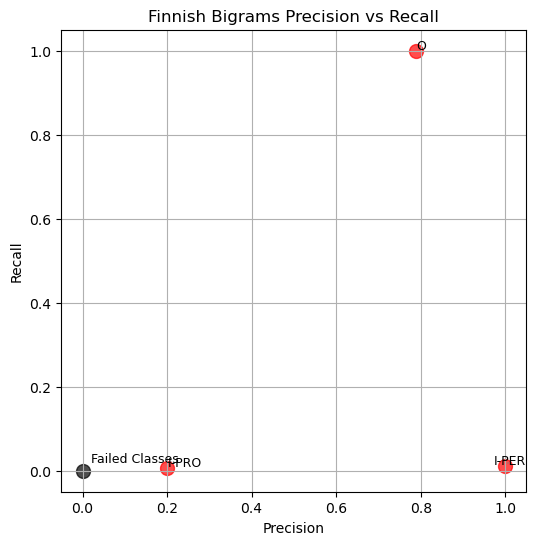 Finnish Bigrams Precision vs Recall
1.0
0.8
0.6
0.4
0.2
0.0
Recall
O
Failed Classes
I-PRO
I-PER
0.0 0.2 0.4 0.6 0.8 1.0
Precision